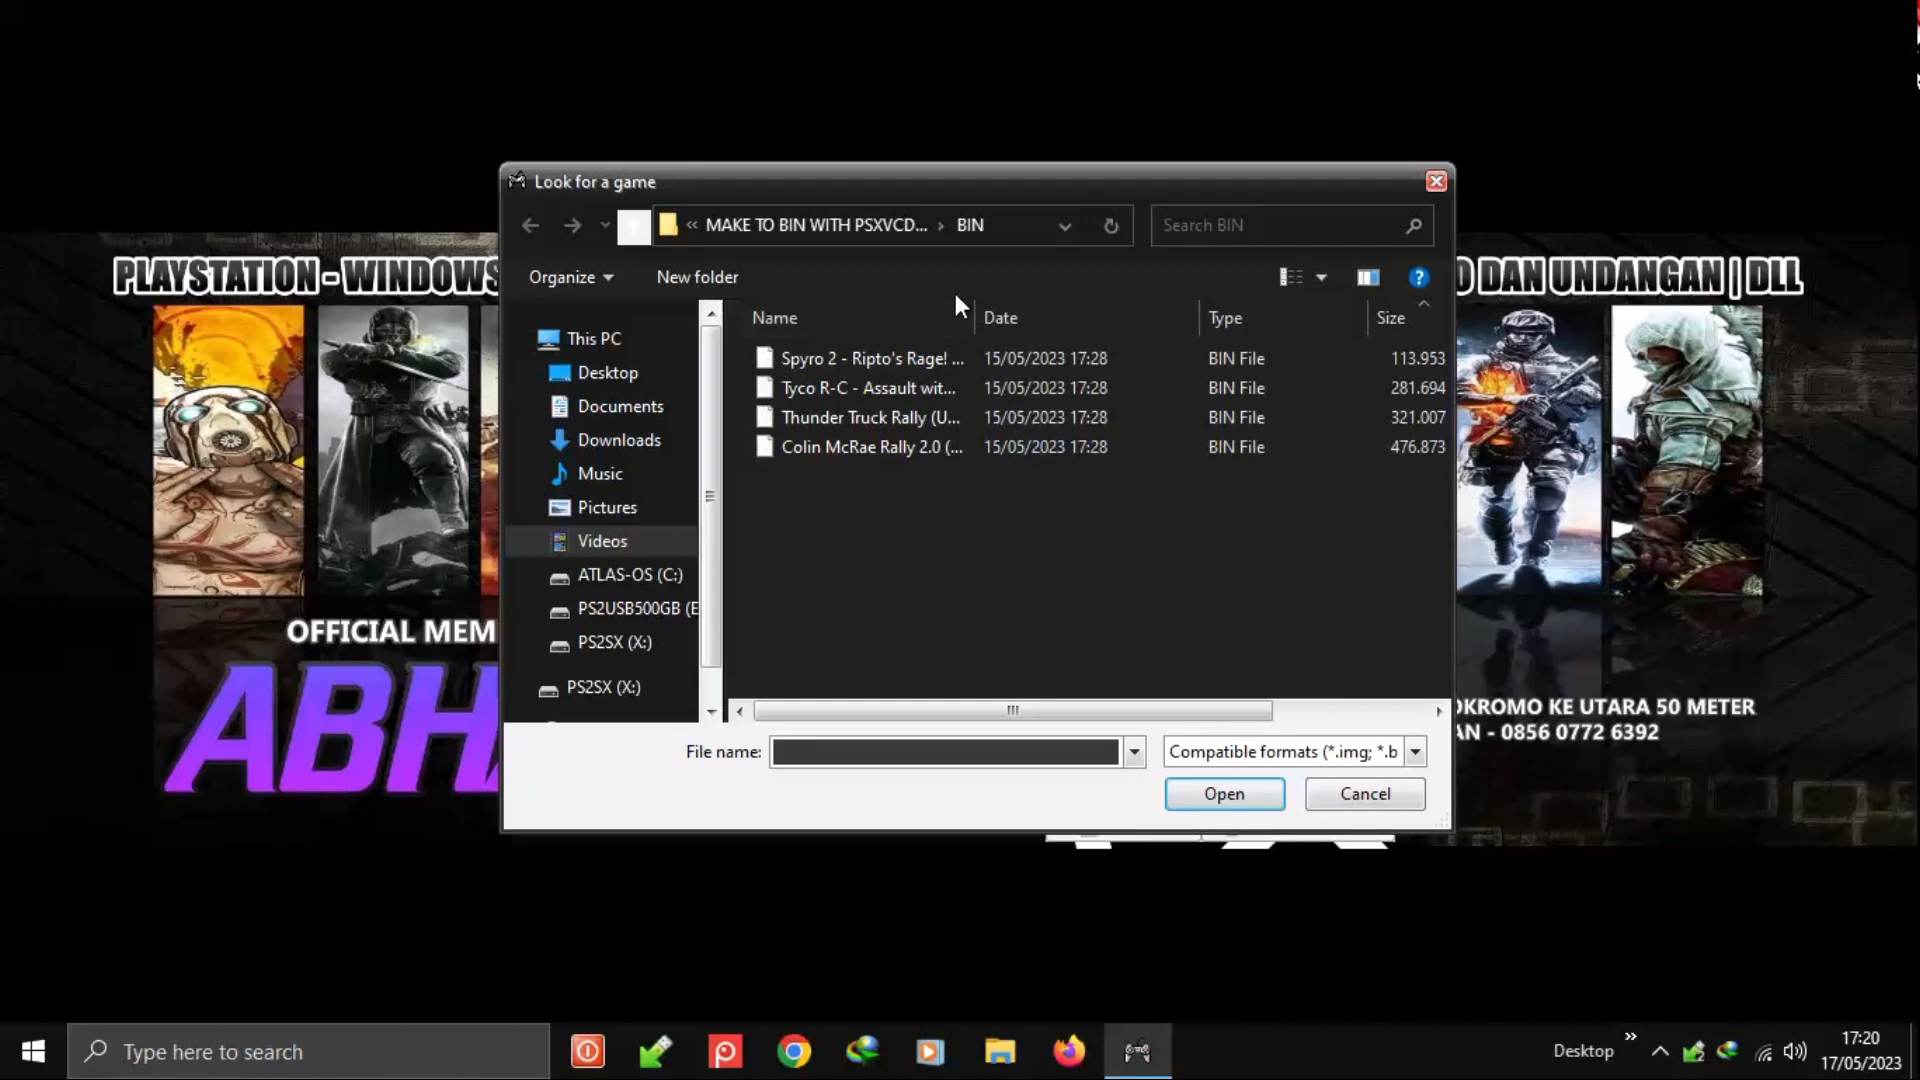 Look for a game
« MAKE TO BIN WITH PSXVCD... › BIN
Search BIN
Organize
New folder
Name Date Type Size
This PC
Desktop
Documents
Downloads
Music
Pictures
Videos
ATLAS-OS (C:)
PS2USB500GB (E
PS2SX (X:)
PS2SX (X:)
Spyro 2 - Ripto's Rage! ... 15/05/2023 17:28 BIN File 113.953
Tyco R-C - Assault wit... 15/05/2023 17:28 BIN File 281.694
Thunder Truck Rally (U... 15/05/2023 17:28 BIN File 321.007
Colin McRae Rally 2.0 (... 15/05/2023 17:28 BIN File 476.873
File name:
Compatible formats (*.img; *.b
Open
Cancel
PLAYSTATION - WINDOWS
O DAN UNDANGAN | DLL
OFFICIAL MEM
ABH
OKROMO KE UTARA 50 METER
AN - 0856 0772 6392
Type here to search
Desktop
17:20
17/05/2023